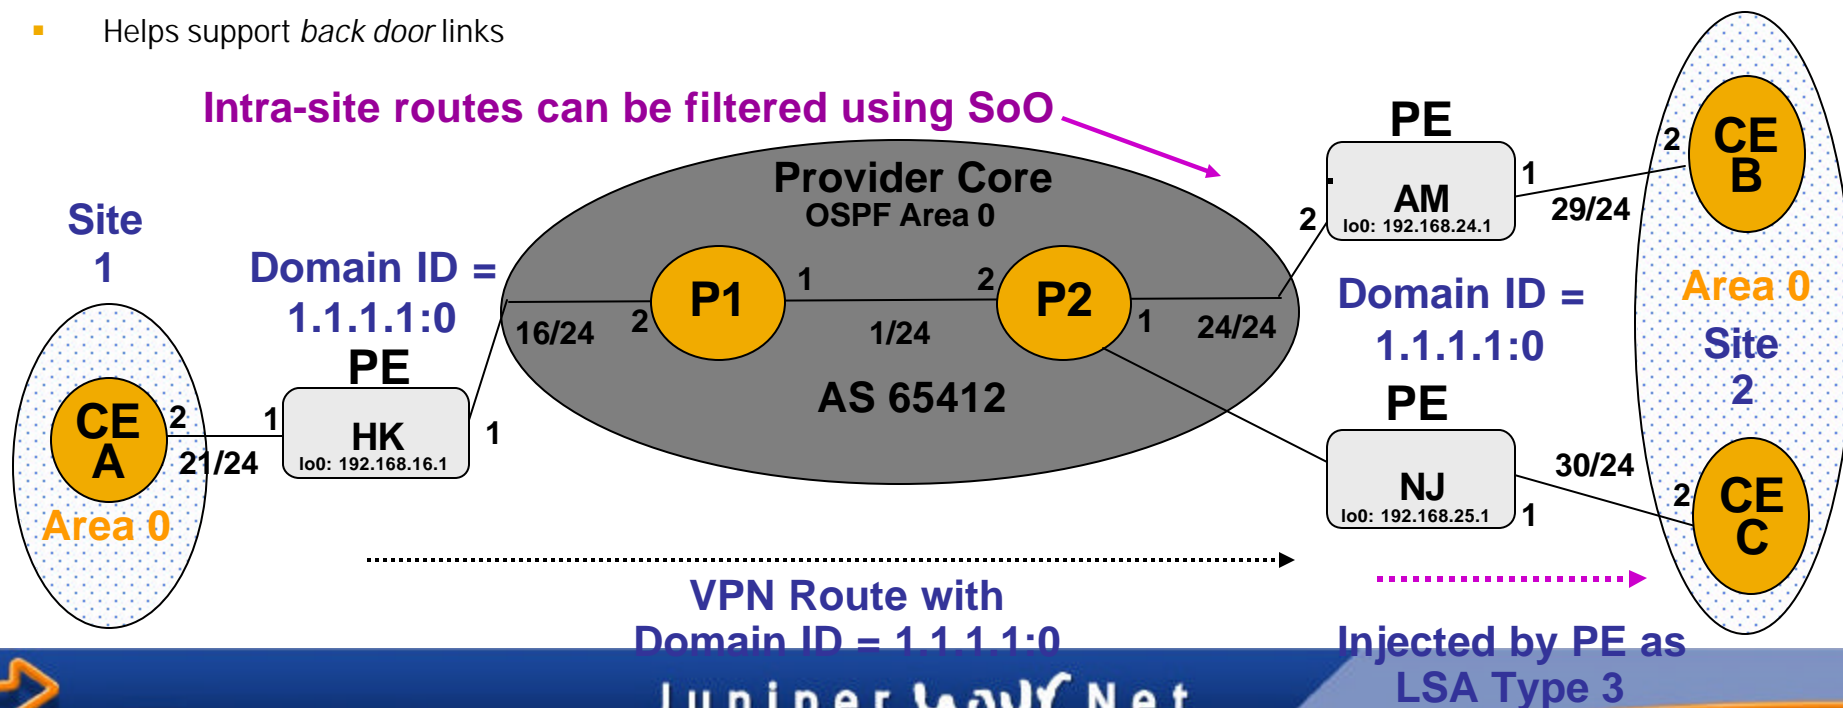 Helps support back door links
Intra-site routes can be filtered using SoO
Provider Core
OSPF Area 0
PE
AM
lo0: 192.168.24.1
2
1
29/24
2
CE
B
Site
1
Domain ID =
1.1.1.1:0
PE
16/24
2
P1
1
1/24
2
P2
1
24/24
Domain ID =
1.1.1.1:0
Area 0
Site
2
AS 65412
CE
A
2
21/24
1
HK
lo0: 192.168.16.1
1
Area 0
PE
NJ
lo0: 192.168.25.1
1
30/24
2
CE
C
VPN Route with
Domain ID = 1.1.1.1:0
Injected by PE as
LSA Type 3
Juniper your Net